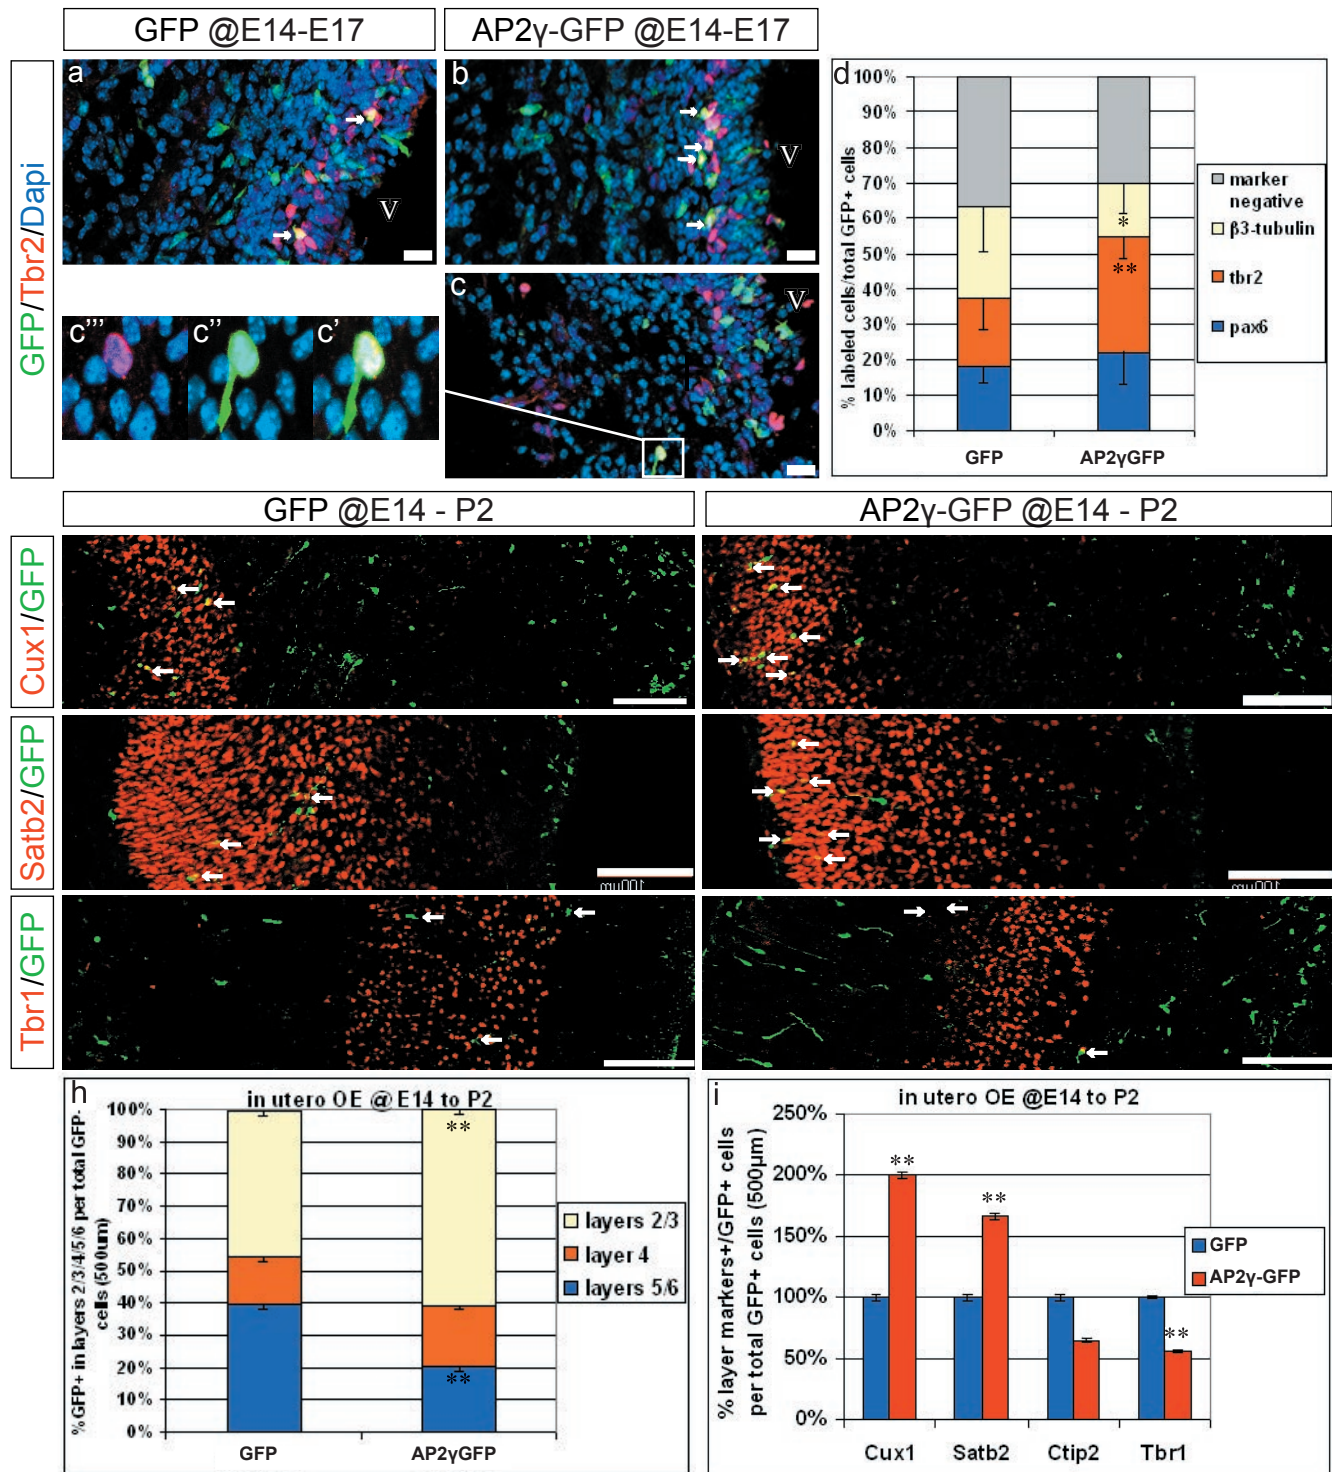 GFP @E14-E17
AP2γ-GFP @E14-E17
GFP/Tbr2/Dapi
a
V
b
V
c
V
c'''
c''
c'
d
% labeled cells/total GFP+ cells
100%
90%
80%
70%
60%
50%
40%
30%
20%
10%
0%
*
**
GFP
AP2γGFP
marker negative
β3-tubulin
tbr2
pax6
GFP @E14 - P2
AP2γ-GFP @E14 - P2
Cux1/GFP
Satb2/GFP
100µm
100µm
Tbr1/GFP
h
in utero OE @ E14 to P2
%GFP+ in layers 2/3/4/5/6 per total GFP-
cells (500um)
100%
90%
80%
70%
60%
50%
40%
30%
20%
10%
0%
**
**
GFP
AP2γGFP
layers 2/3
layer 4
layers 5/6
i
in utero OE @E14 to P2
% layer markers+/GFP+ cells
per total GFP+ cells (500µm)
250%
200%
150%
100%
50%
0%
**
**
**
Cux1
Satb2
Ctip2
Tbr1
GFP
AP2γ-GFP